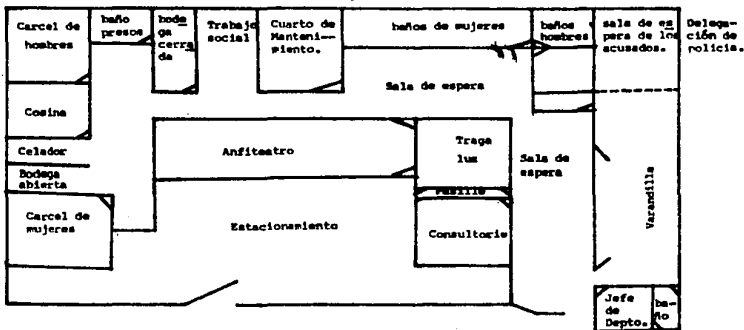 Carcel de
hombres
baño
presos
bode
ga
cerra
da
Trabajo
social
Cuarto de
Manteni--
miento.
baños de mujeres
baños
hombres
sala de es
pera de los
acusados.
Delega-
ción de
policia.
Sala de espera
Cosina
Celador
Bodega
abierta
Anfiteatro
Traga
luz
Sala de
espera
Pasillo
Carcel de
mujeres
Estacionamiento
Consultorio
Varandilla
Jefe
de
Depto.
ba-
ño